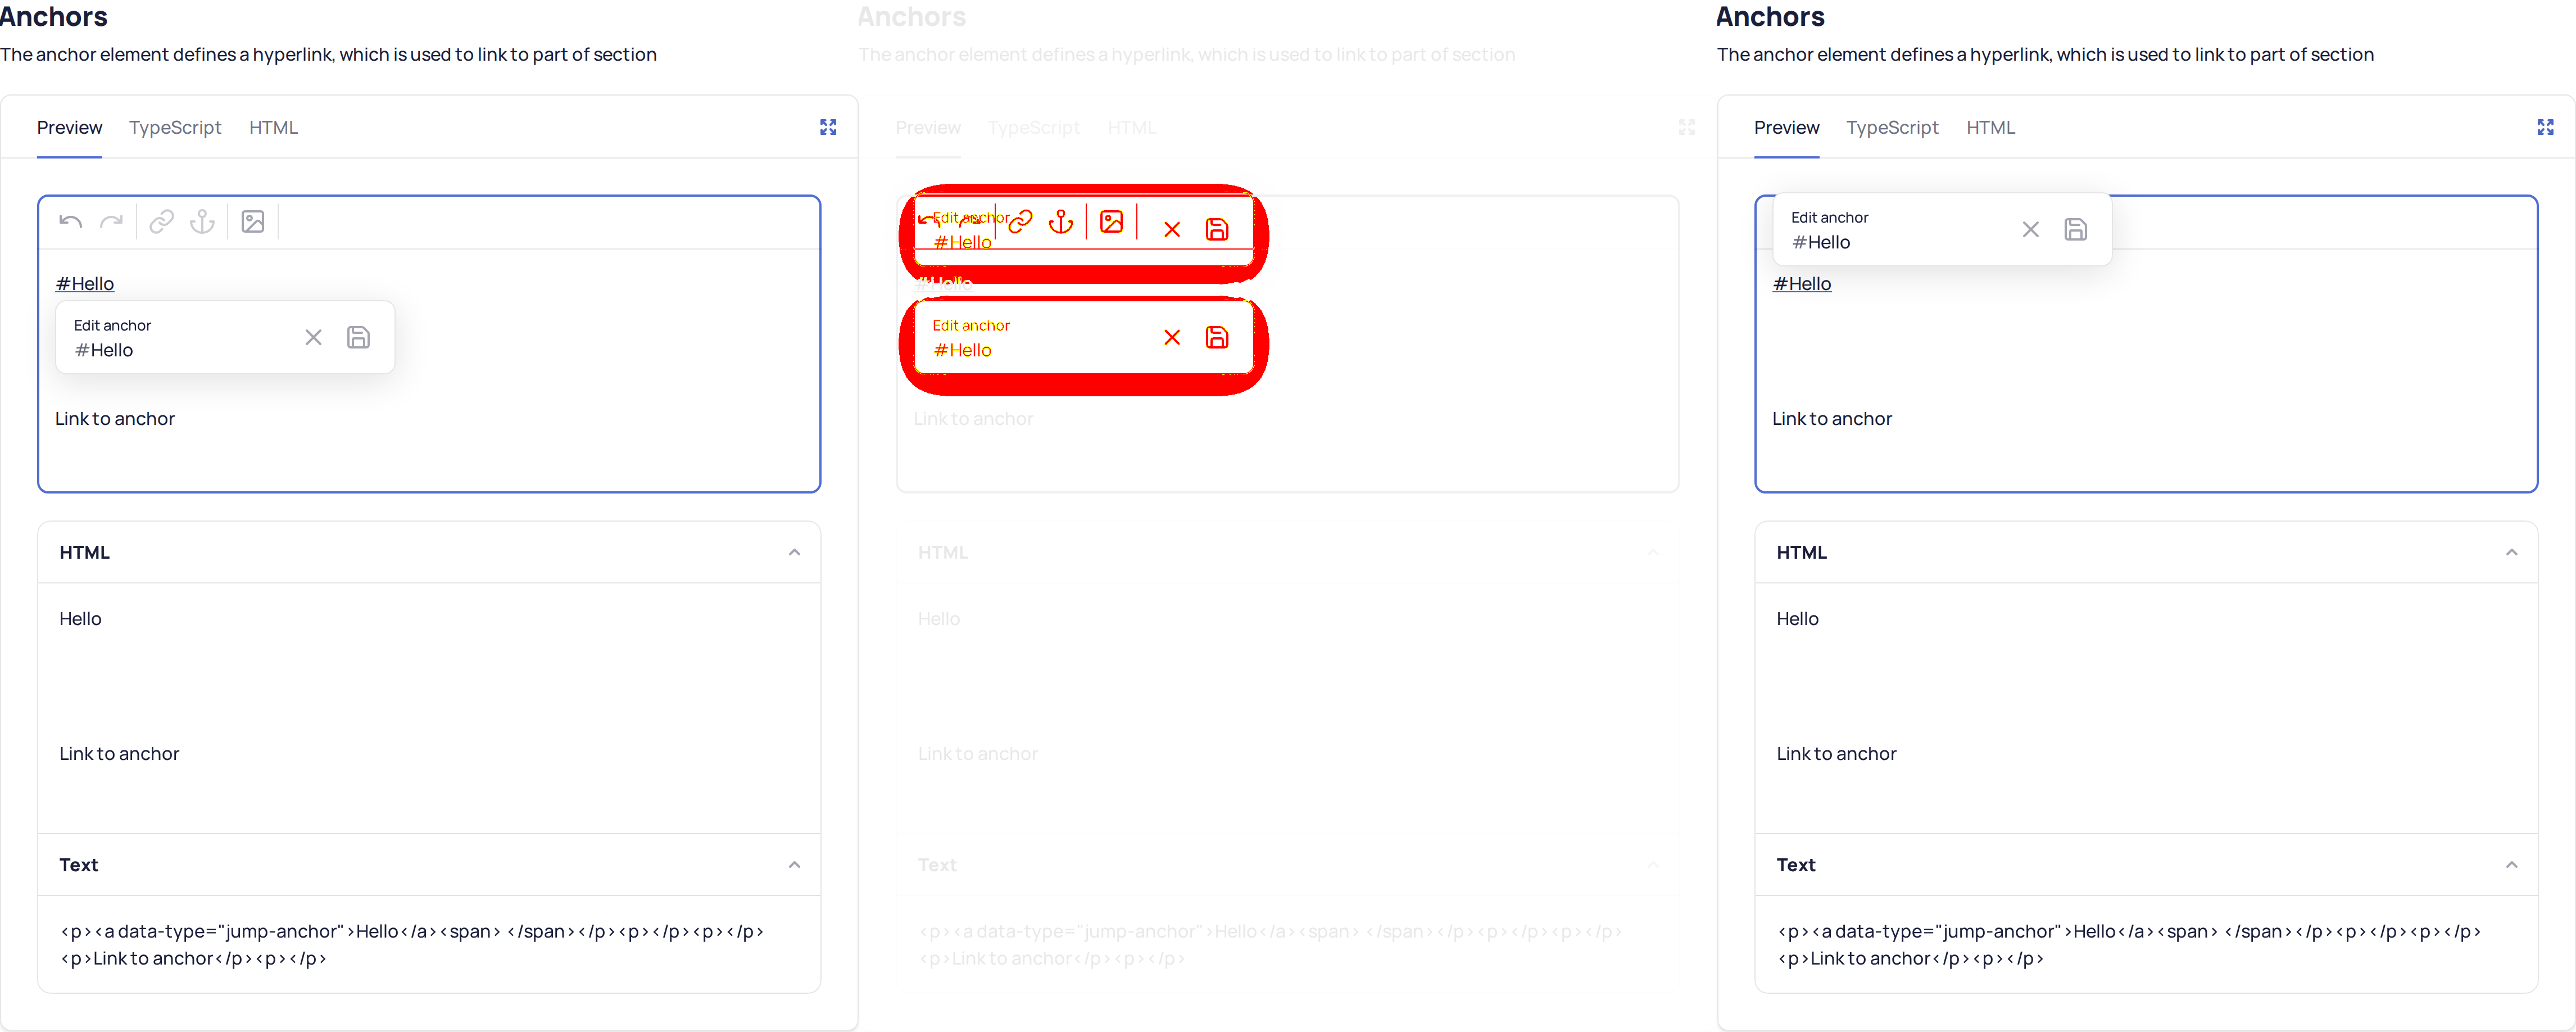 Anchors
The anchor element defines a hyperlink, which is used to link to part of section
Preview TypeScript HTML
#Hello
Edit anchor
#Hello
Link to anchor
HTML
Hello
Link to anchor
Text
<p><a data-type="jump-anchor">Hello</a><span> </span></p><p></p><p></p>
<p>Link to anchor</p><p></p>
Anchors
The anchor element defines a hyperlink, which is used to link to part of section
Preview TypeScript HTML
Edit anchor
#Hello
#Hello
Edit anchor
#Hello
Link to anchor
HTML
Hello
Link to anchor
Text
<p><a data-type="jump-anchor">Hello</a><span> </span></p><p></p><p></p>
<p>Link to anchor</p><p></p>
Anchors
The anchor element defines a hyperlink, which is used to link to part of section
Preview TypeScript HTML
Edit anchor
#Hello
#Hello
Link to anchor
HTML
Hello
Link to anchor
Text
<p><a data-type="jump-anchor">Hello</a><span> </span></p><p></p><p></p>
<p>Link to anchor</p><p></p>